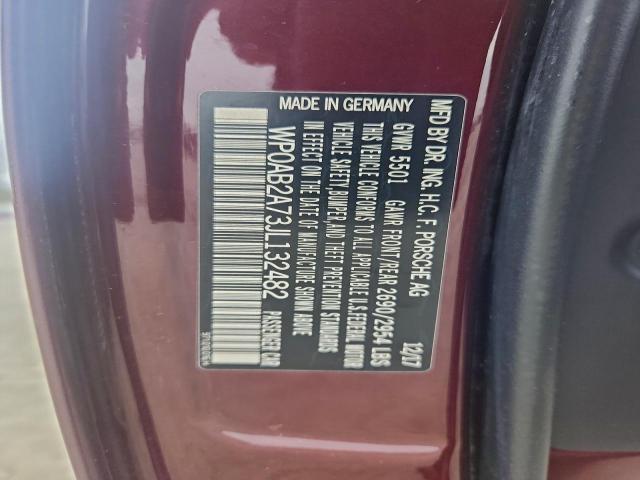 MFD BY DR. ING. H.C. F. PORSCHE AG
12/17
GVWR 5501 GAWR FRONT/REAR 2690/2954 LBS
THIS VEHICLE CONFORMS TO ALL APPLICABLE U.S.FEDERAL MOTOR
VEHICLE SAFETY,BUMPER,AND THEFT PREVENTION STANDARDS
IN EFFECT ON THE DATE OF MANUFACTURE SHOWN ABOVE
WP0AB2A73JL132482 PASSENGER CAR
MADE IN GERMANY